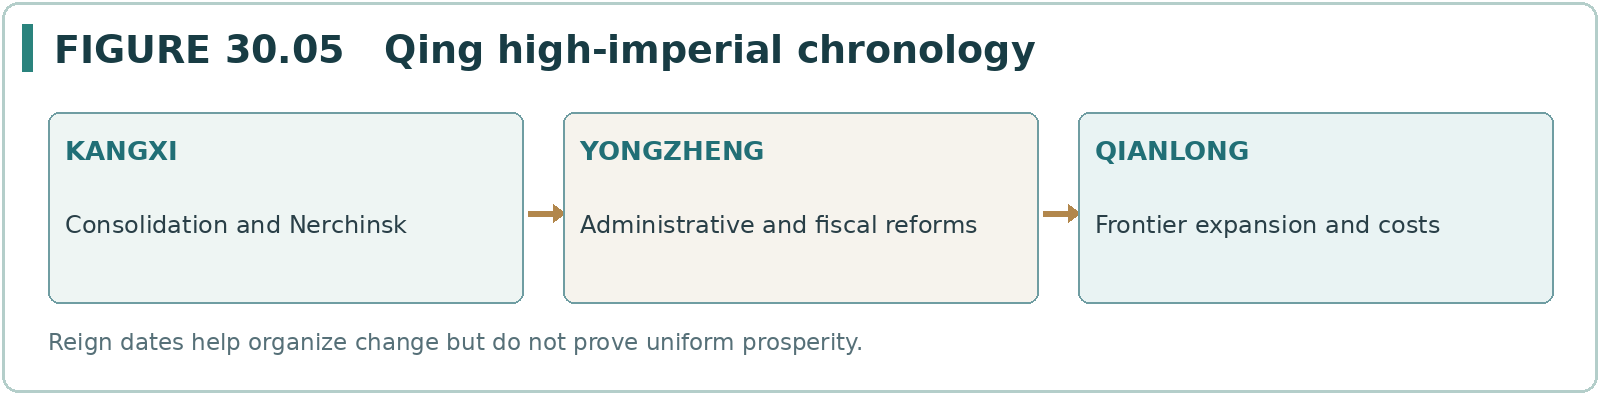 FIGURE 30.05 Qing high-imperial chronology
KANGXI
Consolidation and Nerchinsk
YONGZHENG
Administrative and fiscal reforms
QIANLONG
Frontier expansion and costs
Reign dates help organize change but do not prove uniform prosperity.